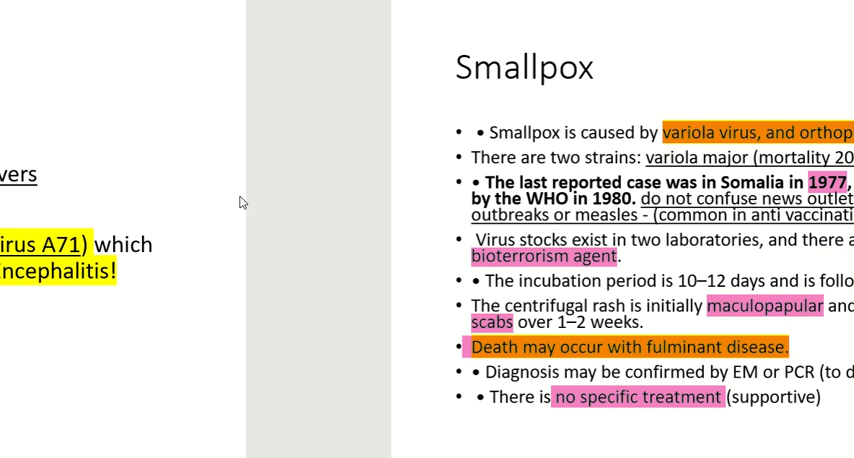 vers
irus A71) which
Encephalitis!
Smallpox
• • Smallpox is caused by variola virus, and orthop
• There are two strains: variola major (mortality 20
• • The last reported case was in Somalia in 1977,
by the WHO in 1980. do not confuse news outlet
outbreaks or measles - (common in anti vaccinati
• Virus stocks exist in two laboratories, and there a
bioterrorism agent.
• • The incubation period is 10–12 days and is follo
• The centrifugal rash is initially maculopapular and
scabs over 1–2 weeks.
• Death may occur with fulminant disease.
• • Diagnosis may be confirmed by EM or PCR (to d
• • There is no specific treatment (supportive)